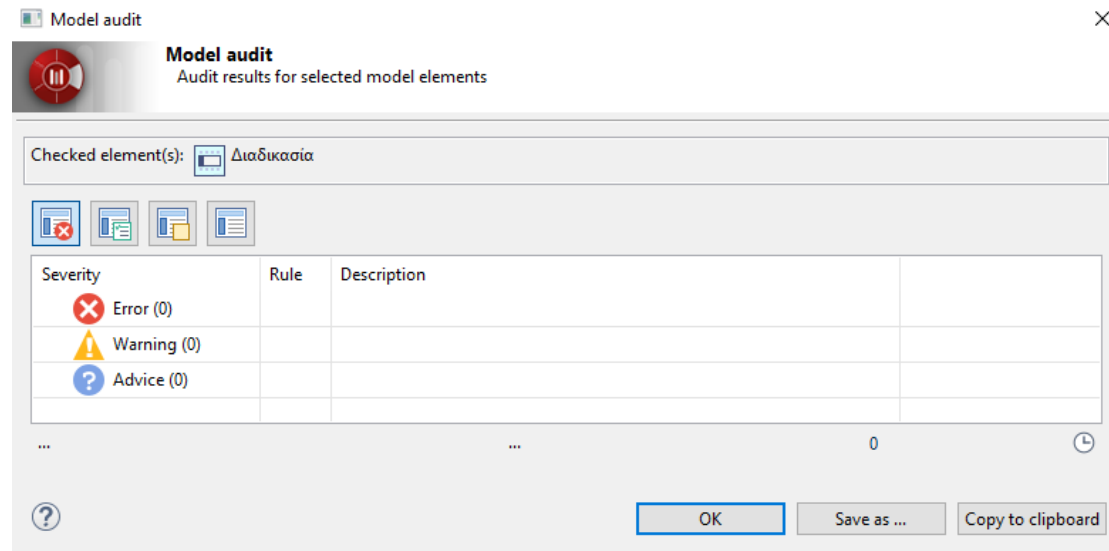 Model audit
Model audit
Audit results for selected model elements
Checked element(s): Διαδικασία
Severity Rule Description
Error (0)
Warning (0)
Advice (0)
... ... 0
OK Save as ... Copy to clipboard